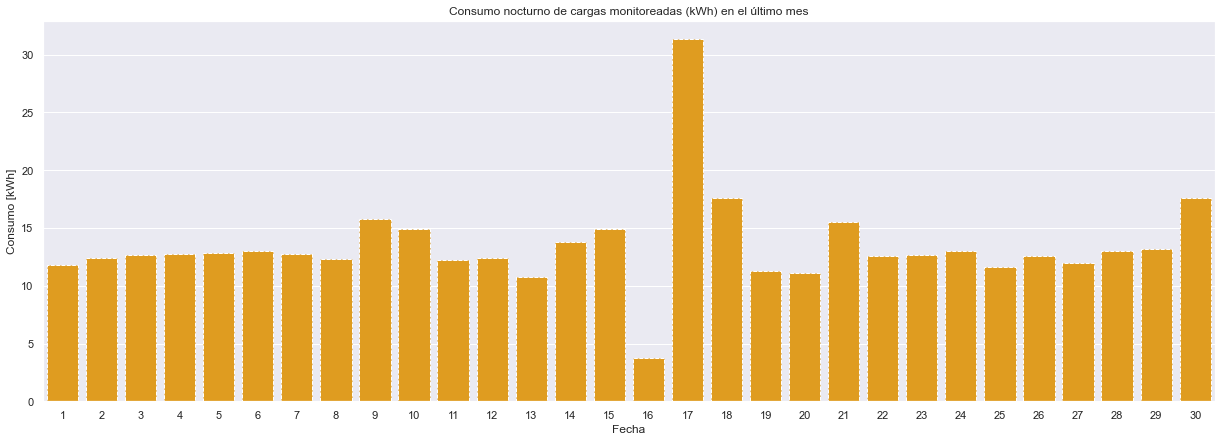 Consumo nocturno de cargas monitoreadas (kWh) en el último mes
Consumo [kWh]
30
25
20
15
10
5
0
1 2 3 4 5 6 7 8 9 10 11 12 13 14 15 16 17 18 19 20 21 22 23 24 25 26 27 28 29 30
Fecha